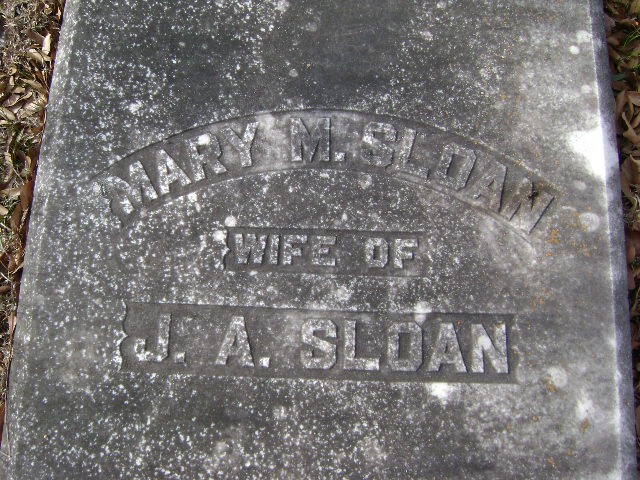 MARY M. SLOAN
WIFE OF
J. A. SLOAN